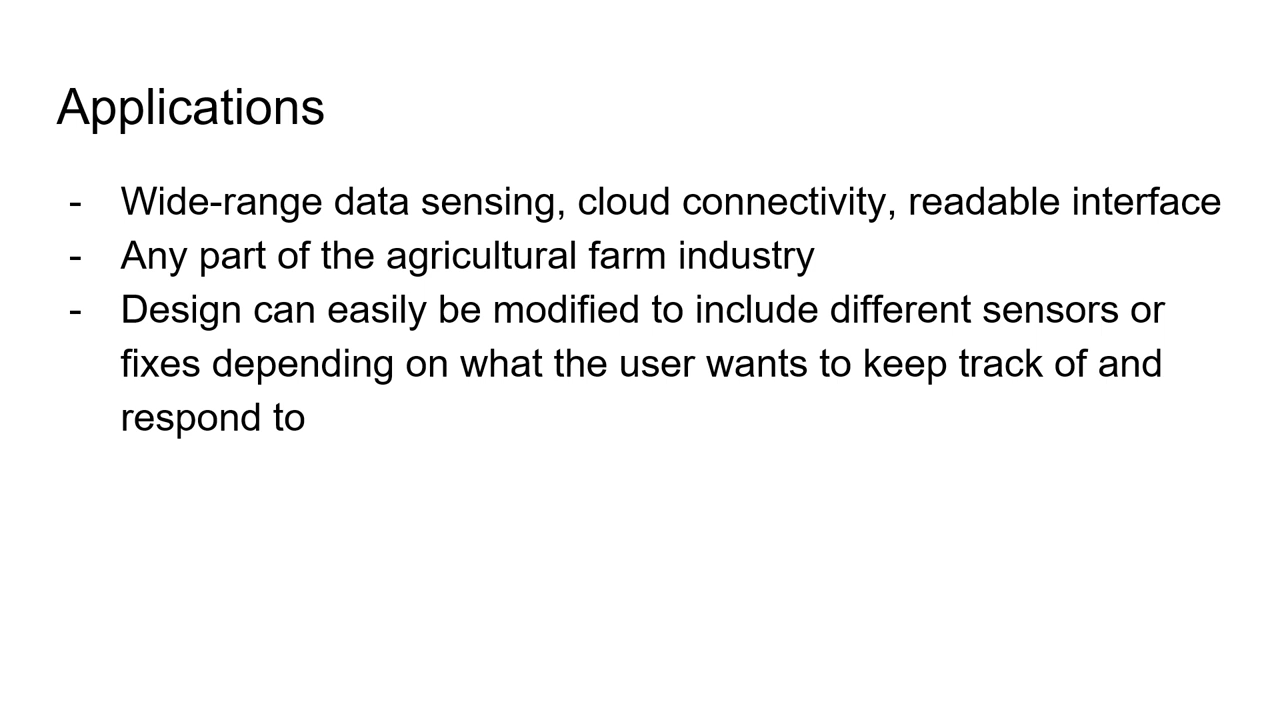 Applications
- Wide-range data sensing, cloud connectivity, readable interface
- Any part of the agricultural farm industry
- Design can easily be modified to include different sensors or
fixes depending on what the user wants to keep track of and
respond to